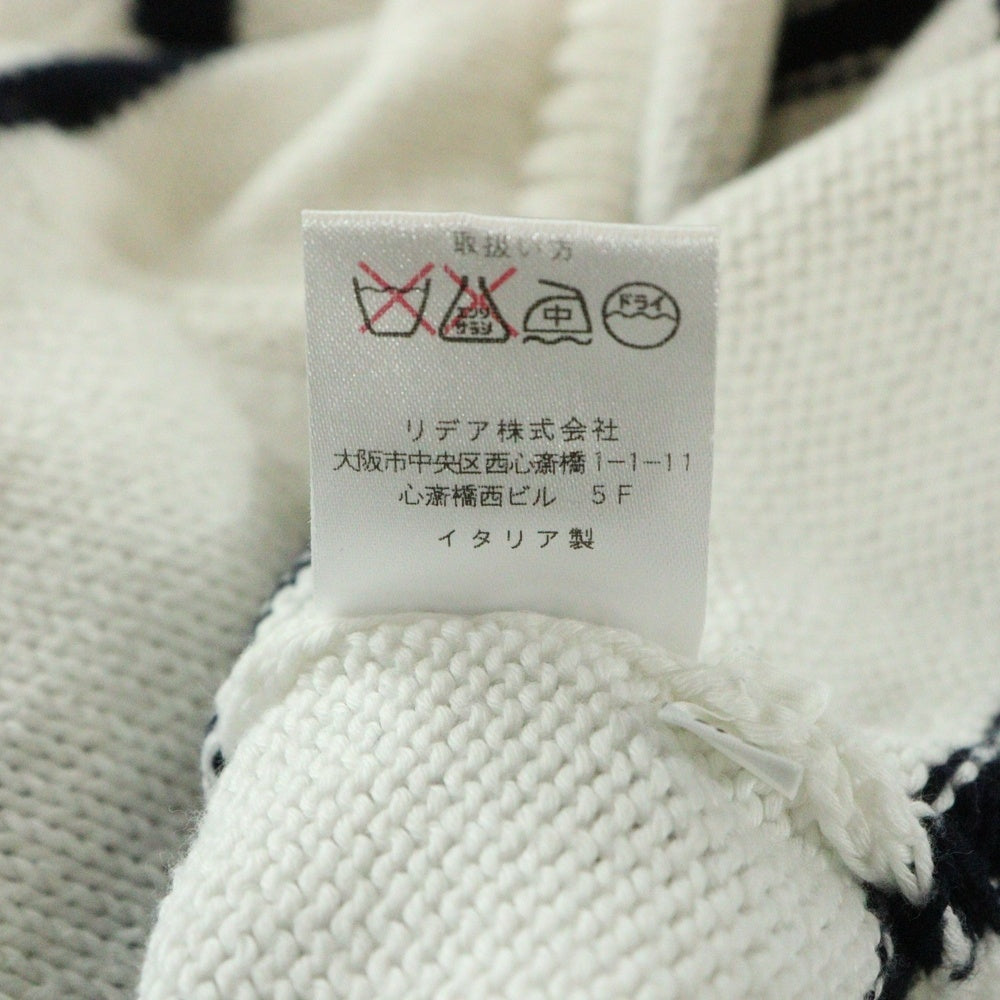 取扱い方
エンソ サラシ 中 ドライ
リデア株式会社
大阪市中央区西心斎橋1-1-11
心斎橋西ビル 5F
イタリア製